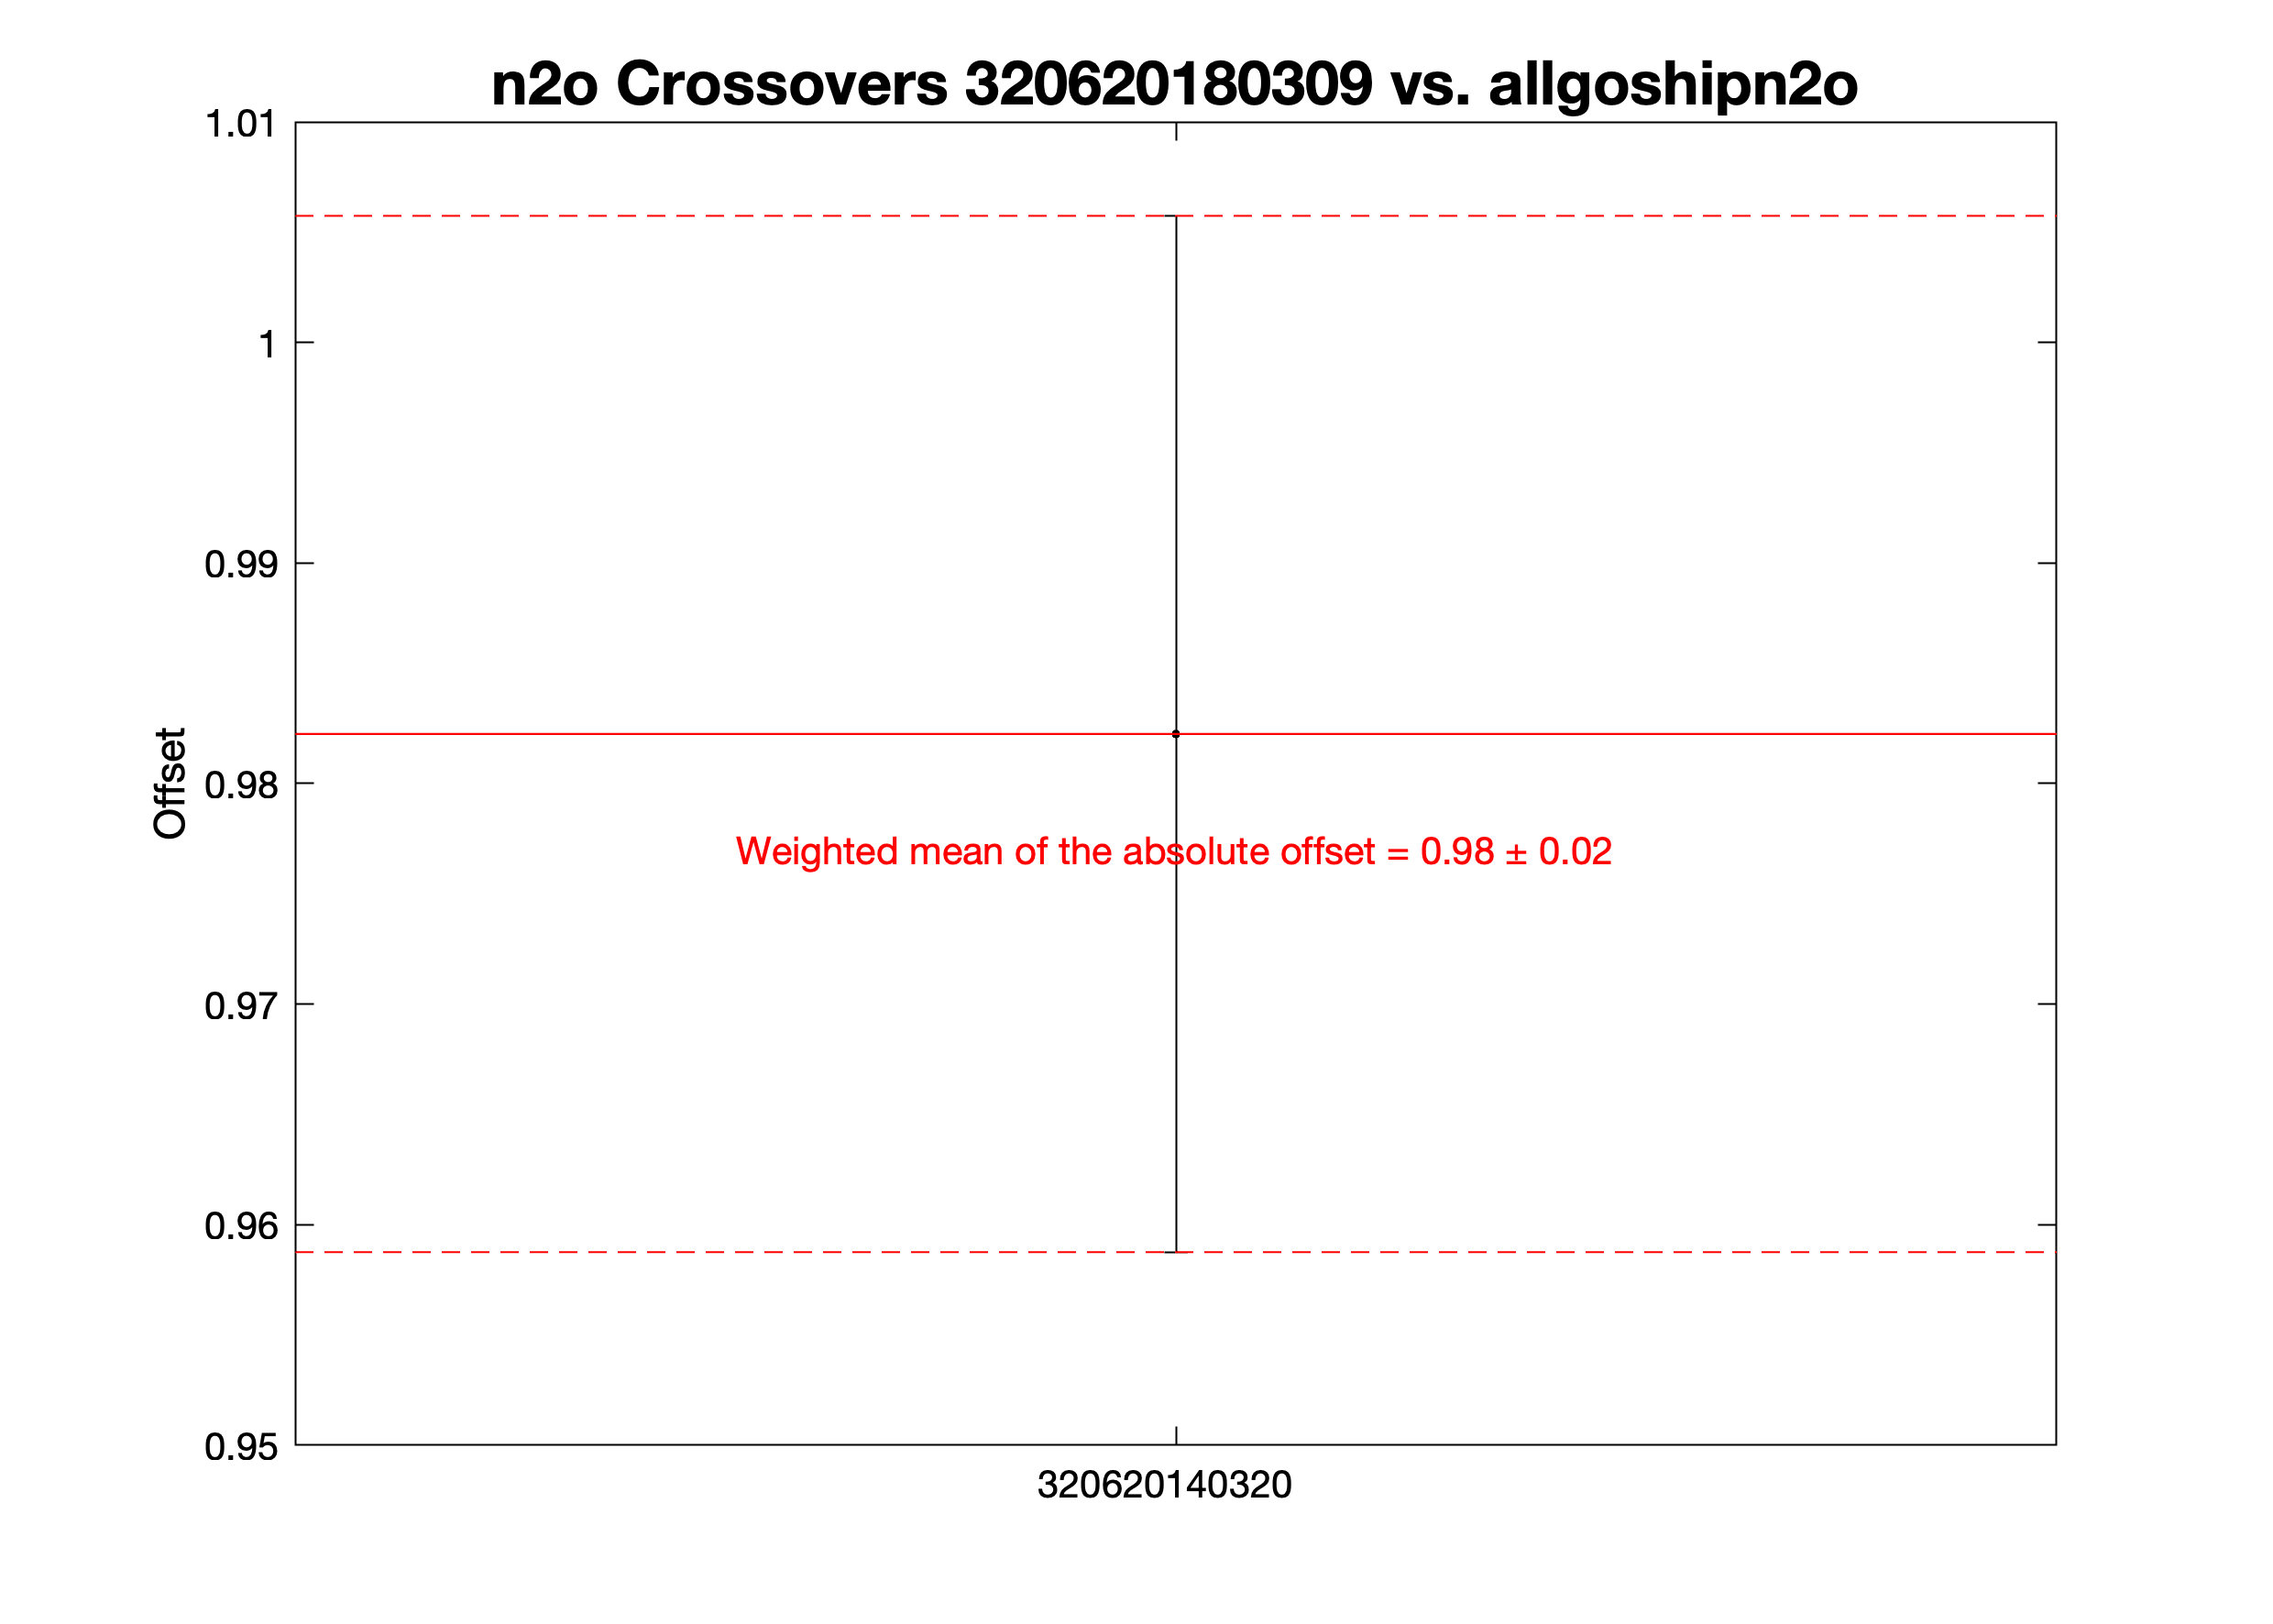 n2o Crossovers 320620180309 vs. allgoshipn2o
1.01
1
0.99
0.98
0.97
0.96
0.95
Offset
Weighted mean of the absolute offset = 0.98 ± 0.02
320620140320